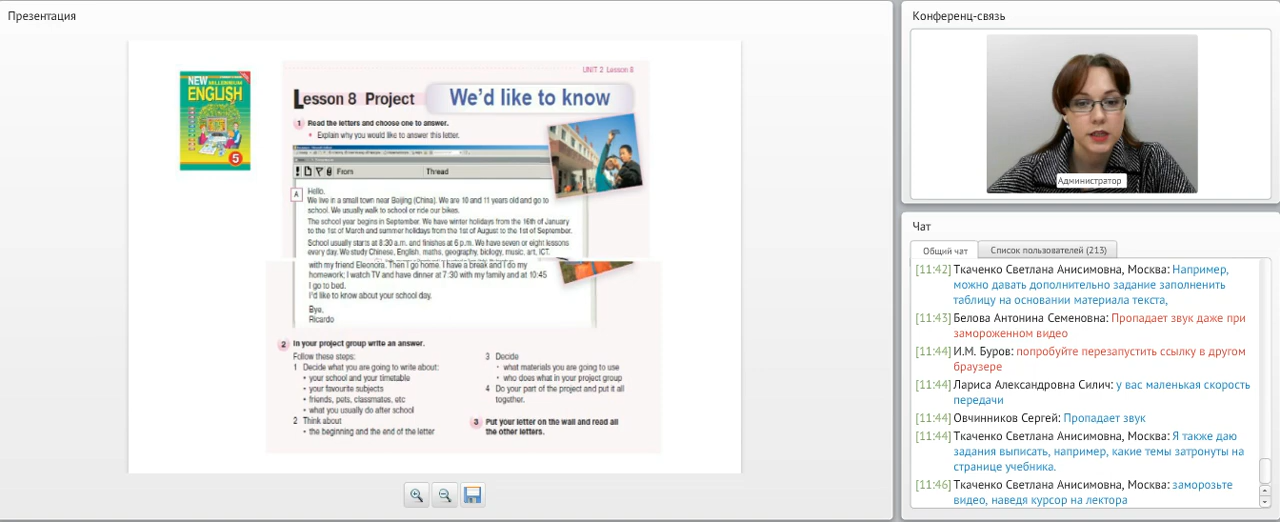 Презентация
NEW MILLENNIUM
ENGLISH
5
UNIT 2 Lesson 8
Lesson 8 Project
We'd like to know
1 Read the letters and choose one to answer.
• Explain why you would like to answer this letter.
From Thread
A
Hello.
We live in a small town near Beijing (China). We are 10 and 11 years old and go to
school. We usually walk to school or ride our bikes.
The school year begins in September. We have winter holidays from the 16th of January
to the 1st of March and summer holidays from the 1st of August to the 1st of September.
School usually starts at 8:30 a.m. and finishes at 6 p.m. We have seven or eight lessons
every day. We study Chinese, English, maths, geography, biology, music, art, ICT.
with my friend Eleonora. Then I go home. I have a break and I do my
homework; I watch TV and have dinner at 7:30 with my family and at 10:45
I go to bed.
I'd like to know about your school day.
Bye,
Ricardo
2 In your project group write an answer.
Follow these steps:
1 Decide what you are going to write about:
• your school and your timetable
• your favourite subjects
• friends, pets, classmates, etc
• what you usually do after school
2 Think about
• the beginning and the end of the letter
3 Decide
• what materials you are going to use
• who does what in your project group
4 Do your part of the project and put it all
together.
3 Put your letter on the wall and read all
the other letters.
Конференц-связь
Администратор
Чат
Общий чат
Список пользователей (213)
[11:42] Ткаченко Светлана Анисимовна, Москва: Например,
можно давать дополнительно задание заполненить
таблицу на основании материала текста,
[11:43] Белова Антонина Семеновна: Пропадает звук даже при
замороженном видео
[11:44] И.М. Буров: попробуйте перезапустить ссылку в другом
браузере
[11:44] Лариса Александровна Силич: у вас маленькая скорость
передачи
[11:44] Овчинников Сергей: Пропадает звук
[11:44] Ткаченко Светлана Анисимовна, Москва: Я также даю
задания выписать, например, какие темы затронуты на
странице учебника.
[11:46] Ткаченко Светлана Анисимовна, Москва: заморозьте
видео, наведя курсор на лектора